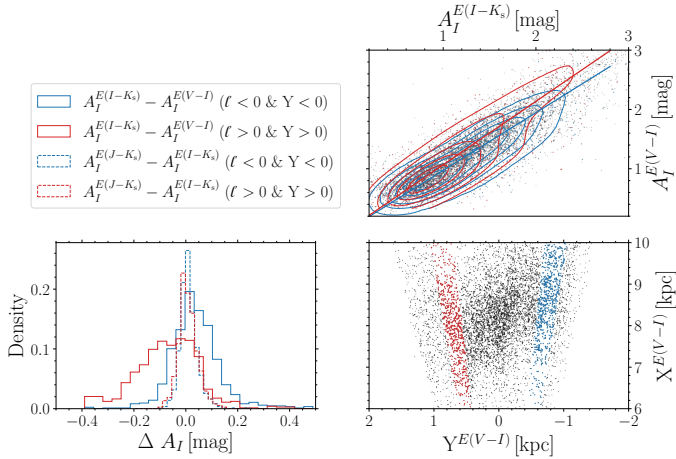 A_I^{E(I−K_s)} [mag]
1 2 3
A_I^{E(I−K_s)} − A_I^{E(V−I)} (ℓ < 0 & Y < 0)
A_I^{E(I−K_s)} − A_I^{E(V−I)} (ℓ > 0 & Y > 0)
A_I^{E(J−K_s)} − A_I^{E(I−K_s)} (ℓ < 0 & Y < 0)
A_I^{E(J−K_s)} − A_I^{E(I−K_s)} (ℓ > 0 & Y > 0)
3
2
1
A_I^{E(V−I)} [mag]
Density
0.2
0.1
0.0
−0.4 −0.2 0.0 0.2 0.4
Δ A_I [mag]
10
9
8
7
6
X^{E(V−I)} [kpc]
2 1 0 −1 −2
Y^{E(V−I)} [kpc]